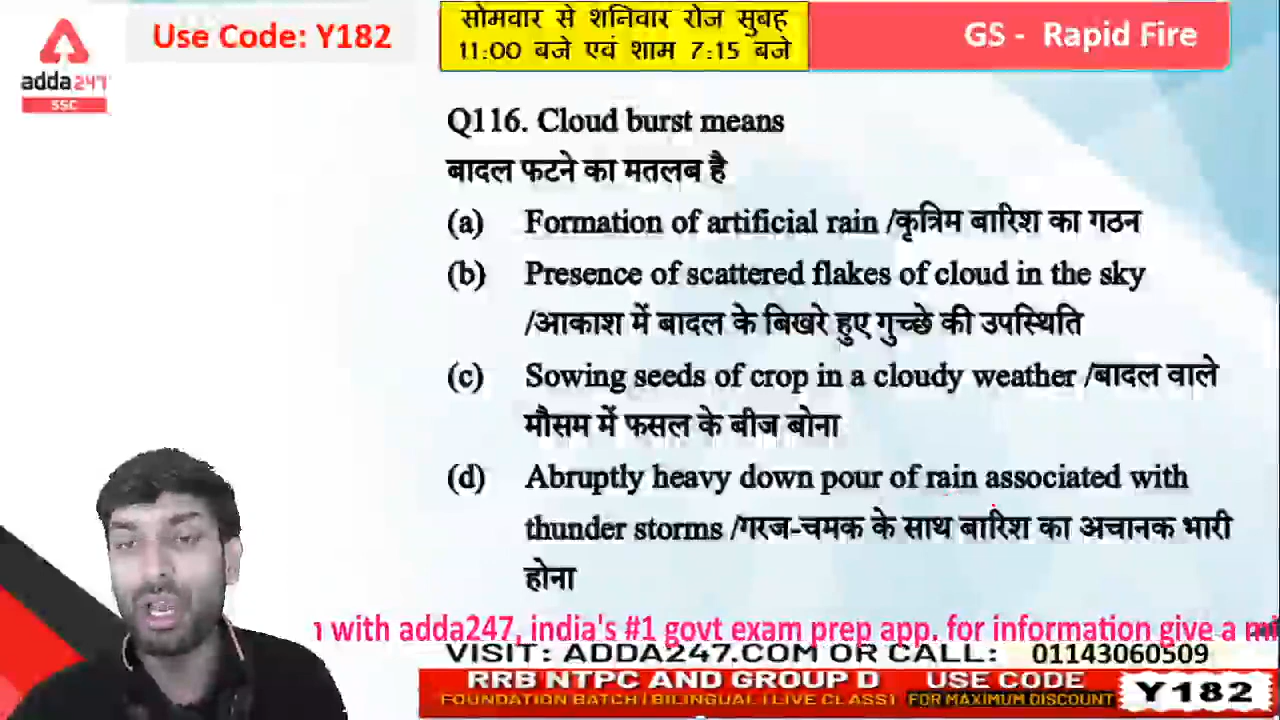 adda247
SSC
Use Code: Y182
सोमवार से शनिवार रोज सुबह
11:00 बजे एवं शाम 7:15 बजे
GS - Rapid Fire
Q116. Cloud burst means
बादल फटने का मतलब है
(a) Formation of artificial rain /कृत्रिम बारिश का गठन
(b) Presence of scattered flakes of cloud in the sky
/आकाश में बादल के बिखरे हुए गुच्छे की उपस्थिति
(c) Sowing seeds of crop in a cloudy weather /बादल वाले
मौसम में फसल के बीज बोना
(d) Abruptly heavy down pour of rain associated with
thunder storms /गरज-चमक के साथ बारिश का अचानक भारी
होना
with adda247, india's #1 govt exam prep app. for information give a
VISIT: ADDA247.COM OR CALL: 01143060509
RRB NTPC AND GROUP D USE CODE
FOUNDATION BATCH | BILINGUAL | LIVE CLASS| FOR MAXIMUM DISCOUNT
Y182